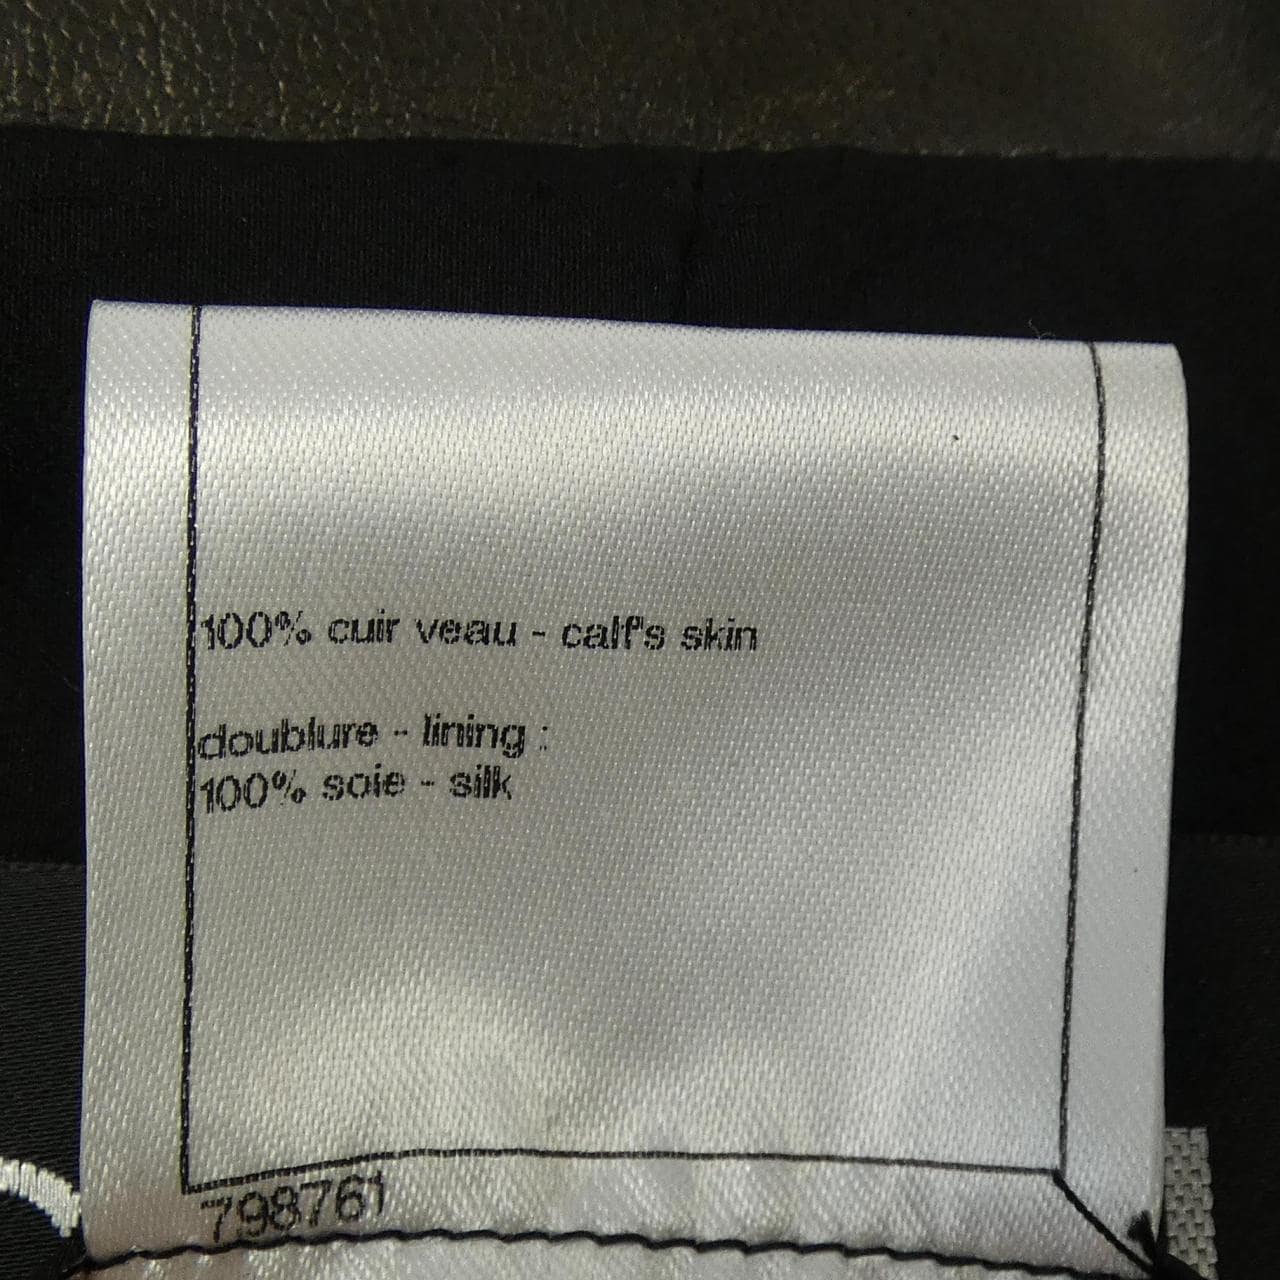 100% cuir veau - calf's skin
doublure - lining :
100% soie - silk
798761